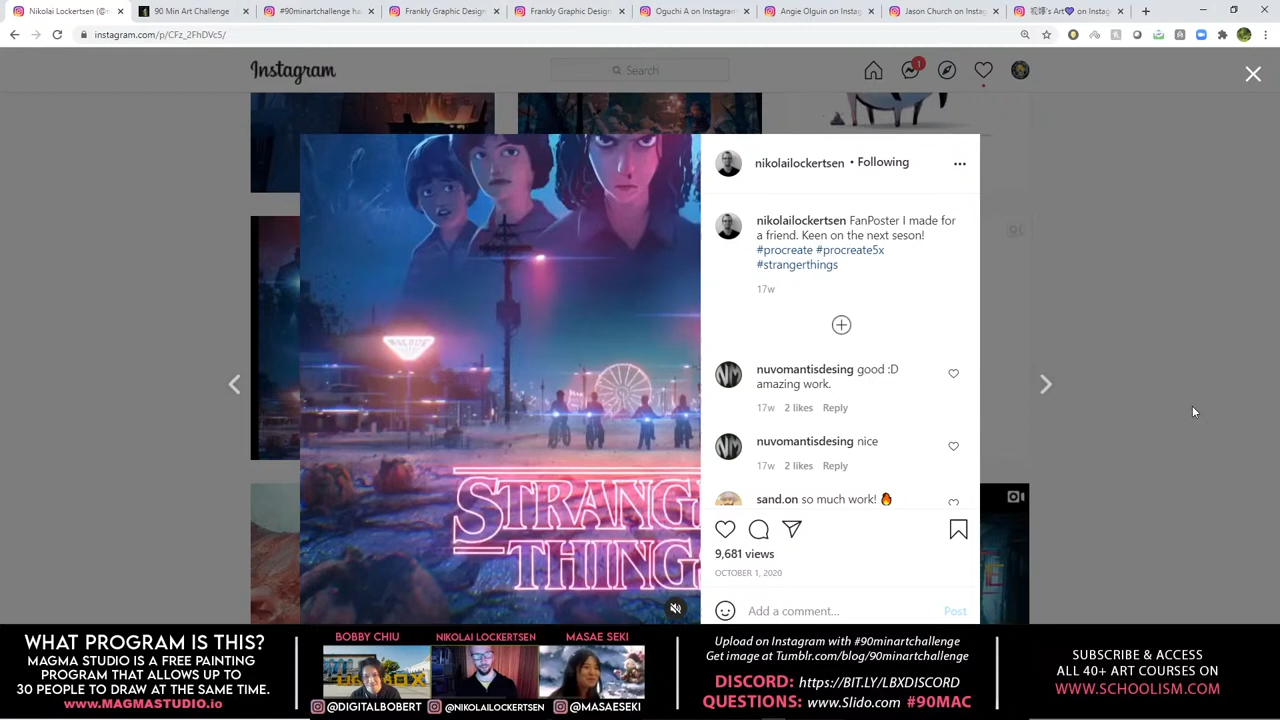 Nikolai Lockertsen (@n
90 Min Art Challenge
#90minartchallenge ha
Frankly Graphic Design
Frankly Graphic Design
Oguchi A on Instagram
Angie Olguin on Instag
Jason Church on Instag
on Instag
instagram.com/p/CFz_2FhDVc5/
Instagram
Search
1
nikolailockertsen • Following
nikolailockertsen FanPoster I made for
a friend. Keen on the next seson!
#procreate #procreate5x
#strangerthings
17w
nuvomantisdesing good :D
amazing work.
17w 2 likes Reply
nuvomantisdesing nice
17w 2 likes Reply
sand.on so much work! 🔥
9,681 views
OCTOBER 1, 2020
Add a comment... Post
STRANG
THING
WHAT PROGRAM IS THIS?
MAGMA STUDIO IS A FREE PAINTING
PROGRAM THAT ALLOWS UP TO
30 PEOPLE TO DRAW AT THE SAME TIME.
www.MAGMASTUDIO.io
BOBBY CHIU
NIKOLAI LOCKERTSEN
MASAE SEKI
@DIGITALBOBERT
@NIKOLAILOCKERTSEN
@MASAESEKI
Upload on Instagram with #90minartchallenge
Get image at Tumblr.com/blog/90minartchallenge
DISCORD: https://BIT.LY/LBXDISCORD
QUESTIONS: www.Slido.com #90MAC
SUBSCRIBE & ACCESS
ALL 40+ ART COURSES ON
WWW.SCHOOLISM.COM